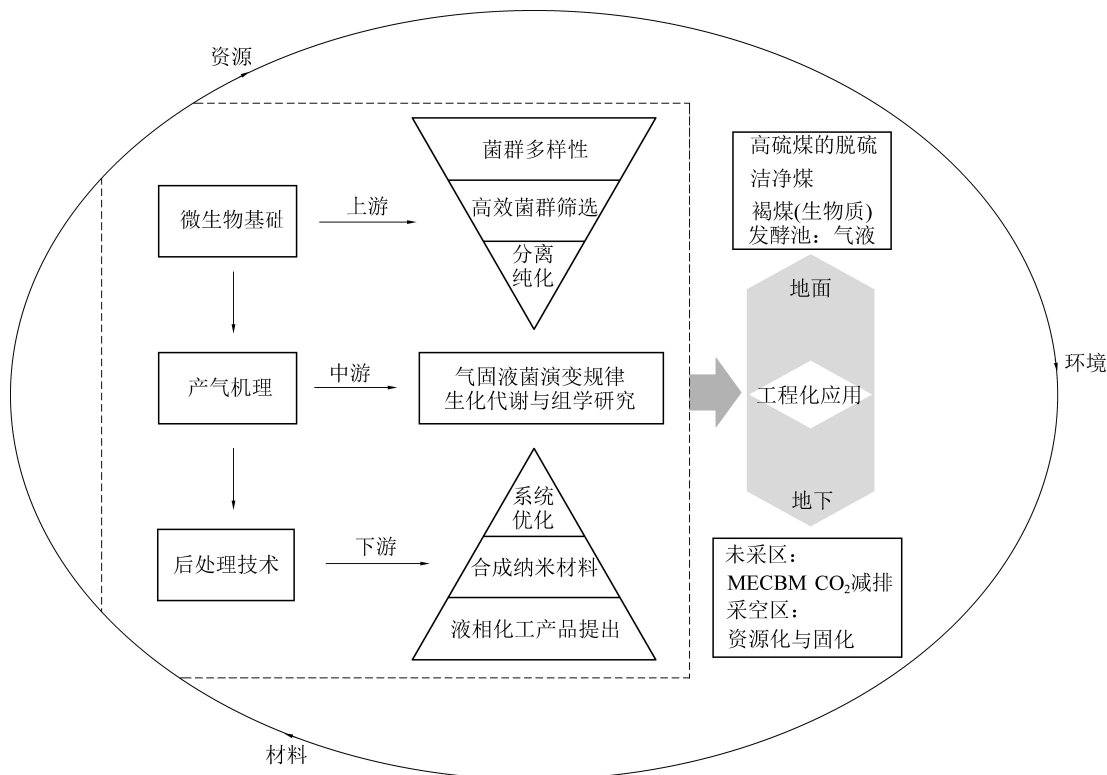 资源
菌群多样性
高效菌群筛选
分离
纯化
微生物基础
上游
产气机理
中游
气固液菌演变规律
生化代谢与组学研究
后处理技术
下游
系统
优化
合成纳米材料
液相化工产品提出
高硫煤的脱硫
洁净煤
褐煤(生物质)
发酵池：气液
地面
工程化应用
地下
未采区：
MECBM CO₂减排
采空区：
资源化与固化
环境
材料